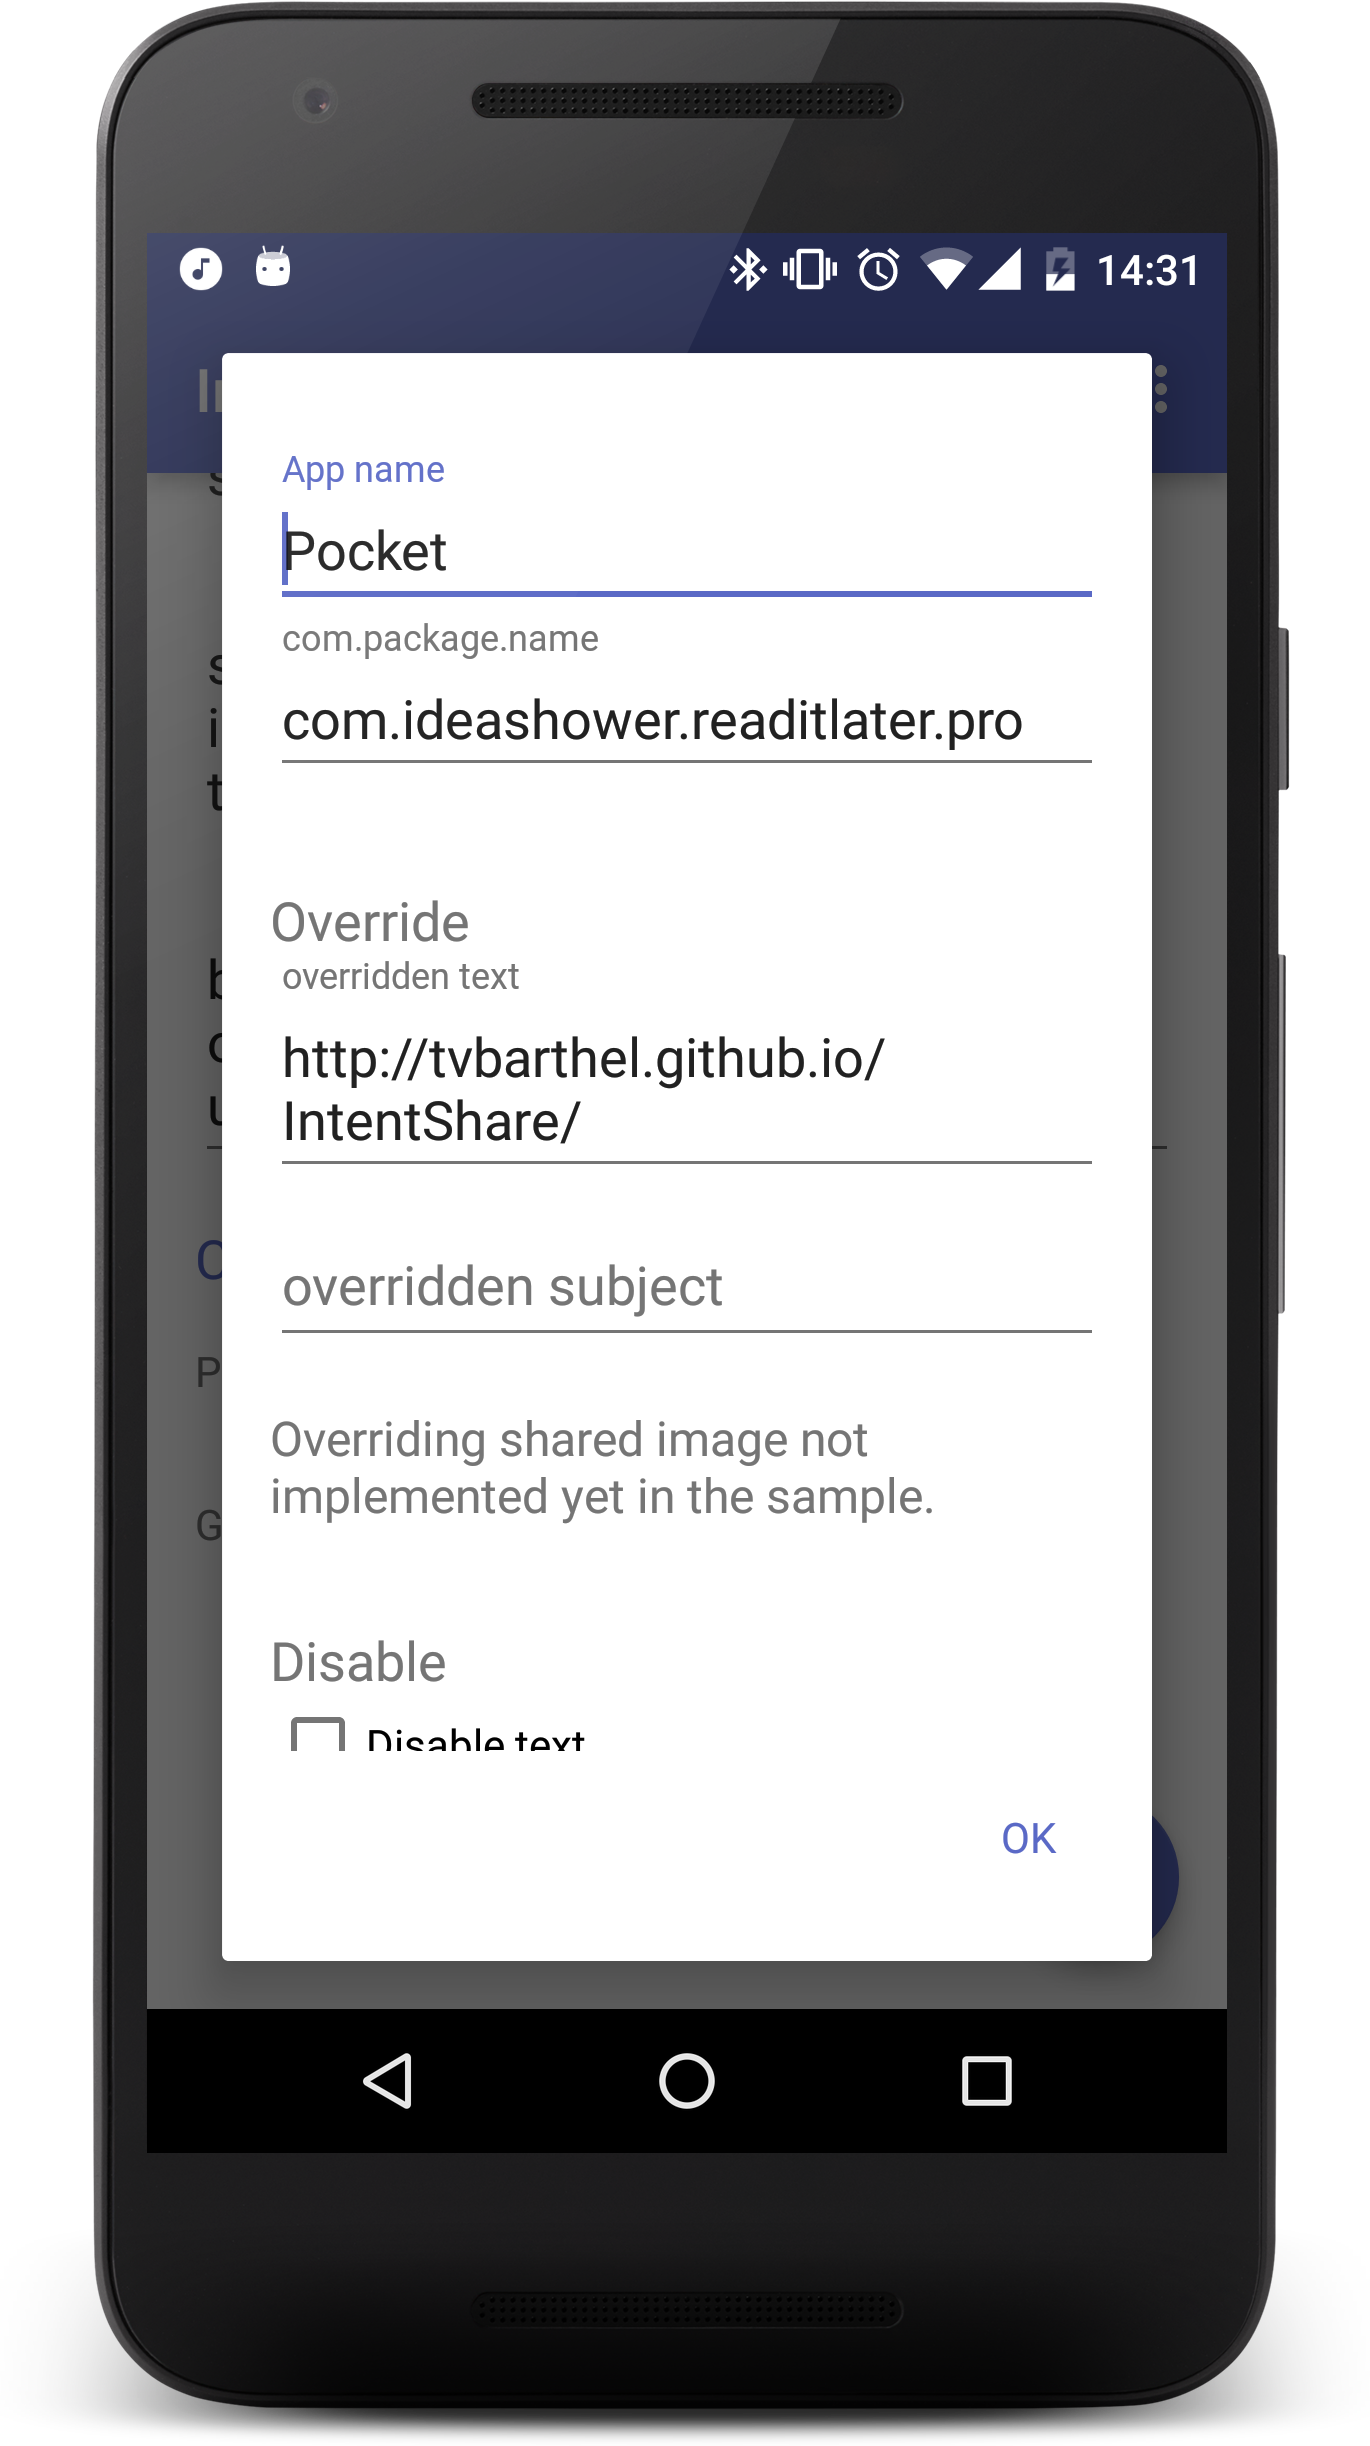 14:31
App name
Pocket
com.package.name
com.ideashower.readitlater.pro
Override
overridden text
http://tvbarthel.github.io/
IntentShare/
overridden subject
Overriding shared image not
implemented yet in the sample.
Disable
Disable text
OK